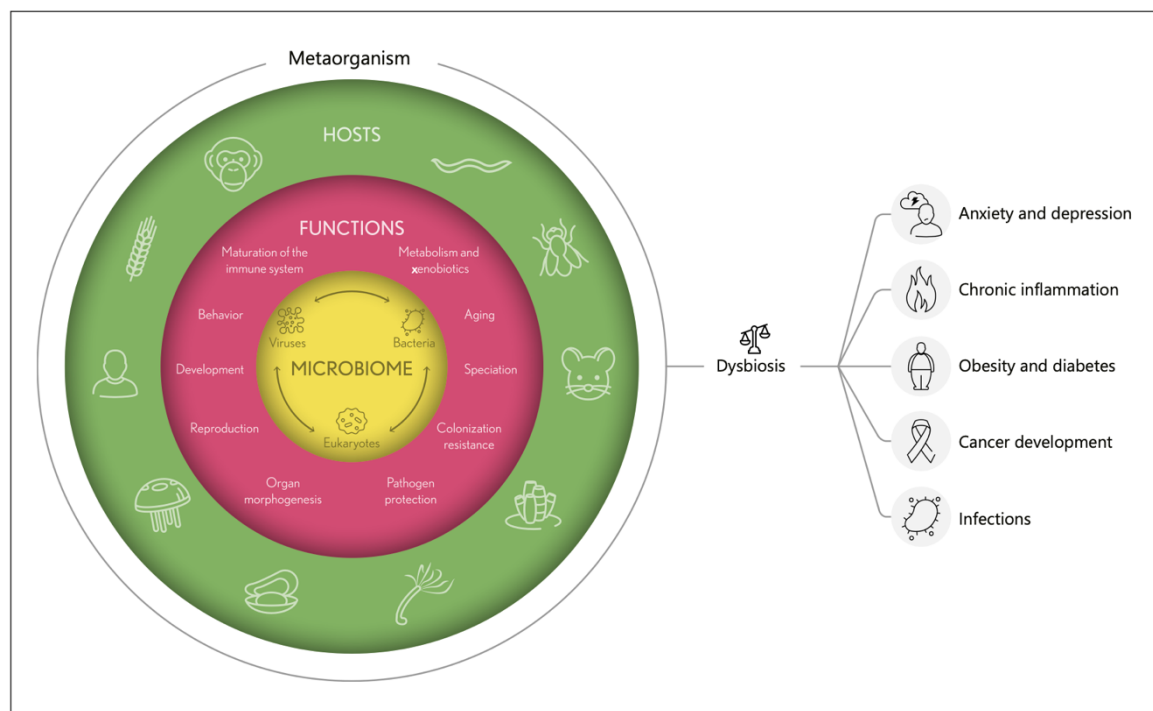 Metaorganism
HOSTS
FUNCTIONS
Maturation of the
immune system
Metabolism and
xenobiotics
Behavior
Aging
Viruses
Bacteria
MICROBIOME
Development
Speciation
Reproduction
Colonization
resistance
Eukaryotes
Organ
morphogenesis
Pathogen
protection
Dysbiosis
Anxiety and depression
Chronic inflammation
Obesity and diabetes
Cancer development
Infections